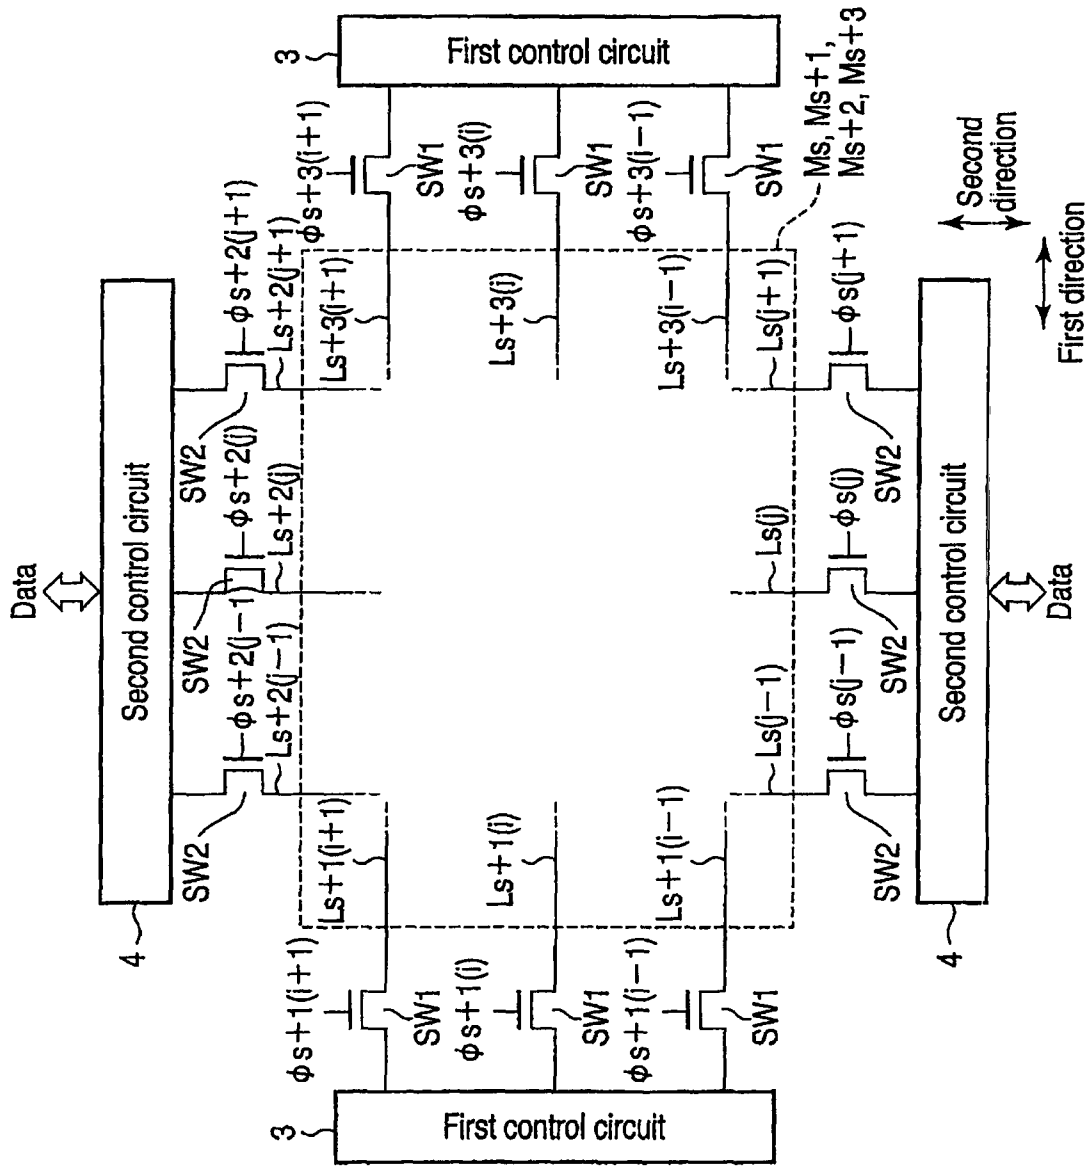 Data
Second control circuit
4
SW2
SW2
SW2
φs+2(j−1)
φs+2(j)
φs+2(j+1)
Ls+2(j−1)
Ls+2(j)
Ls+2(j+1)
3
First control circuit
φs+1(i+1)
SW1
φs+1(i)
SW1
φs+1(i−1)
SW1
Ls+1(i+1)
Ls+1(i)
Ls+1(i−1)
3
First control circuit
φs+3(i+1)
SW1
φs+3(i)
SW1
φs+3(i−1)
SW1
Ls+3(i+1)
Ls+3(i)
Ls+3(i−1)
Ms, Ms+1,
Ms+2, Ms+3
Ls(j−1)
Ls(j)
Ls(j+1)
φs(j−1)
φs(j)
φs(j+1)
SW2
SW2
SW2
4
Second control circuit
Data
Second
direction
First direction